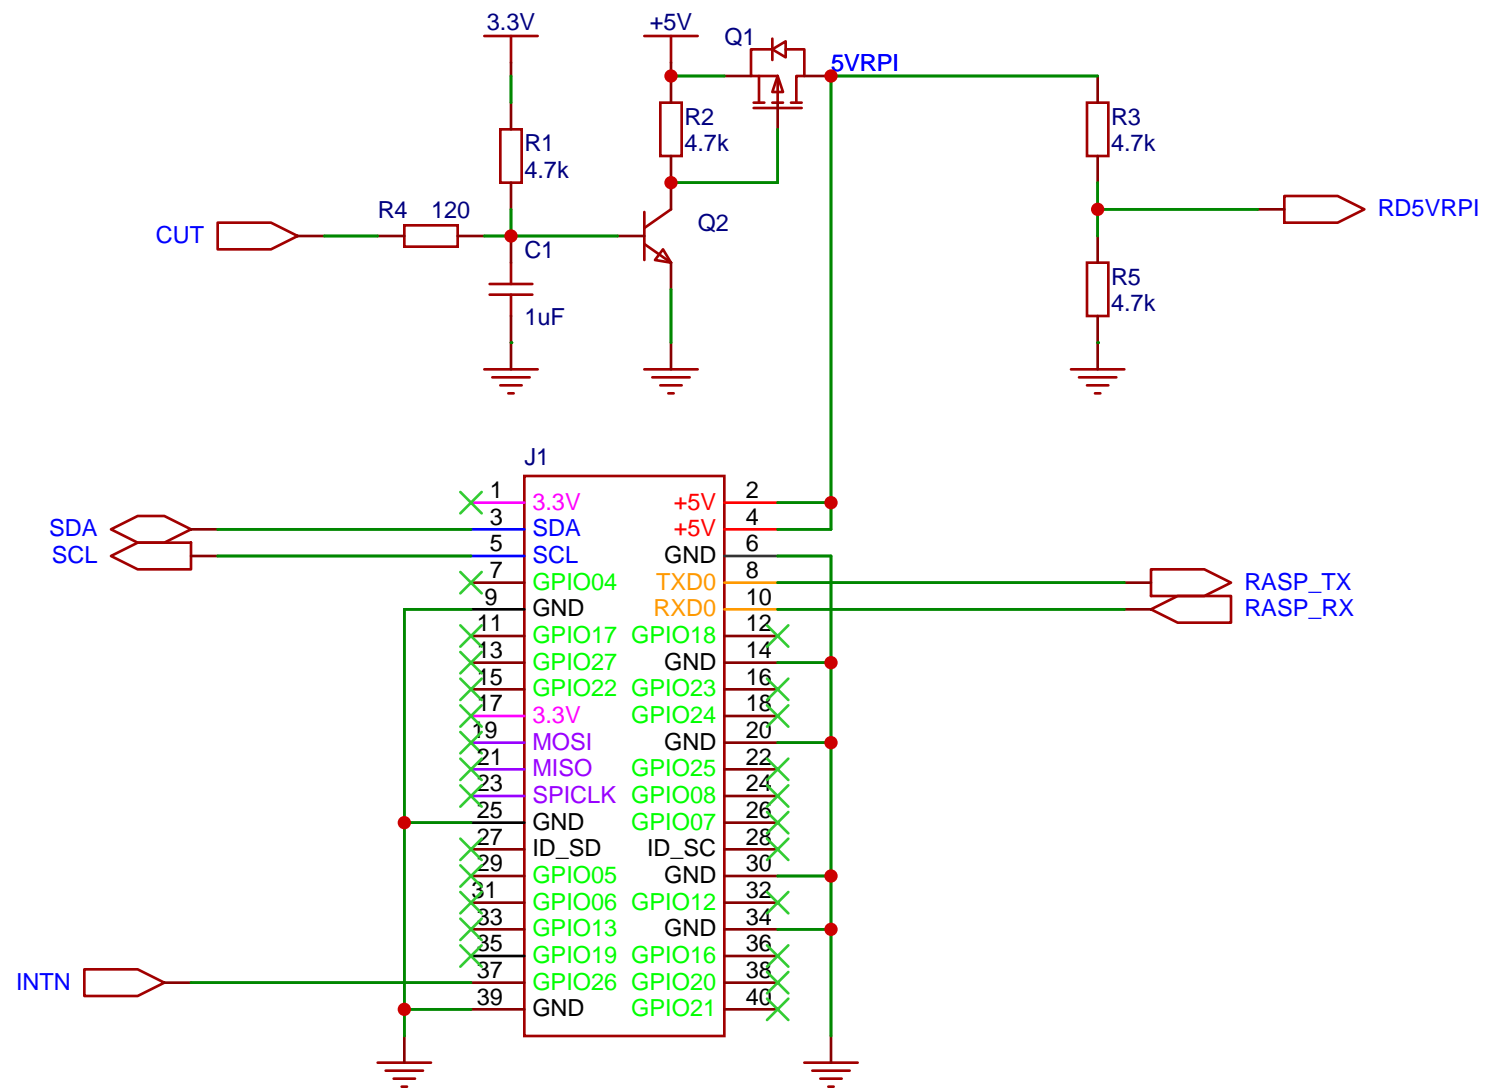 3.3V +5V
Q1
5VRPI
R1
4.7k
R2
4.7k
R3
4.7k
R4 120
CUT
C1
1uF
Q2
RD5VRPI
R5
4.7k
J1
1 3.3V +5V 2
SDA 3 SDA +5V 4
SCL 5 SCL GND 6
7 GPIO04 TXD0 8 RASP_TX
9 GND RXD0 10 RASP_RX
11 GPIO17 GPIO18 12
13 GPIO27 GND 14
15 GPIO22 GPIO23 16
17 3.3V GPIO24 18
19 MOSI GND 20
21 MISO GPIO25 22
23 SPICLK GPIO08 24
25 GND GPIO07 26
27 ID_SD ID_SC 28
29 GPIO05 GND 30
31 GPIO06 GPIO12 32
33 GPIO13 GND 34
35 GPIO19 GPIO16 36
INTN 37 GPIO26 GPIO20 38
39 GND GPIO21 40